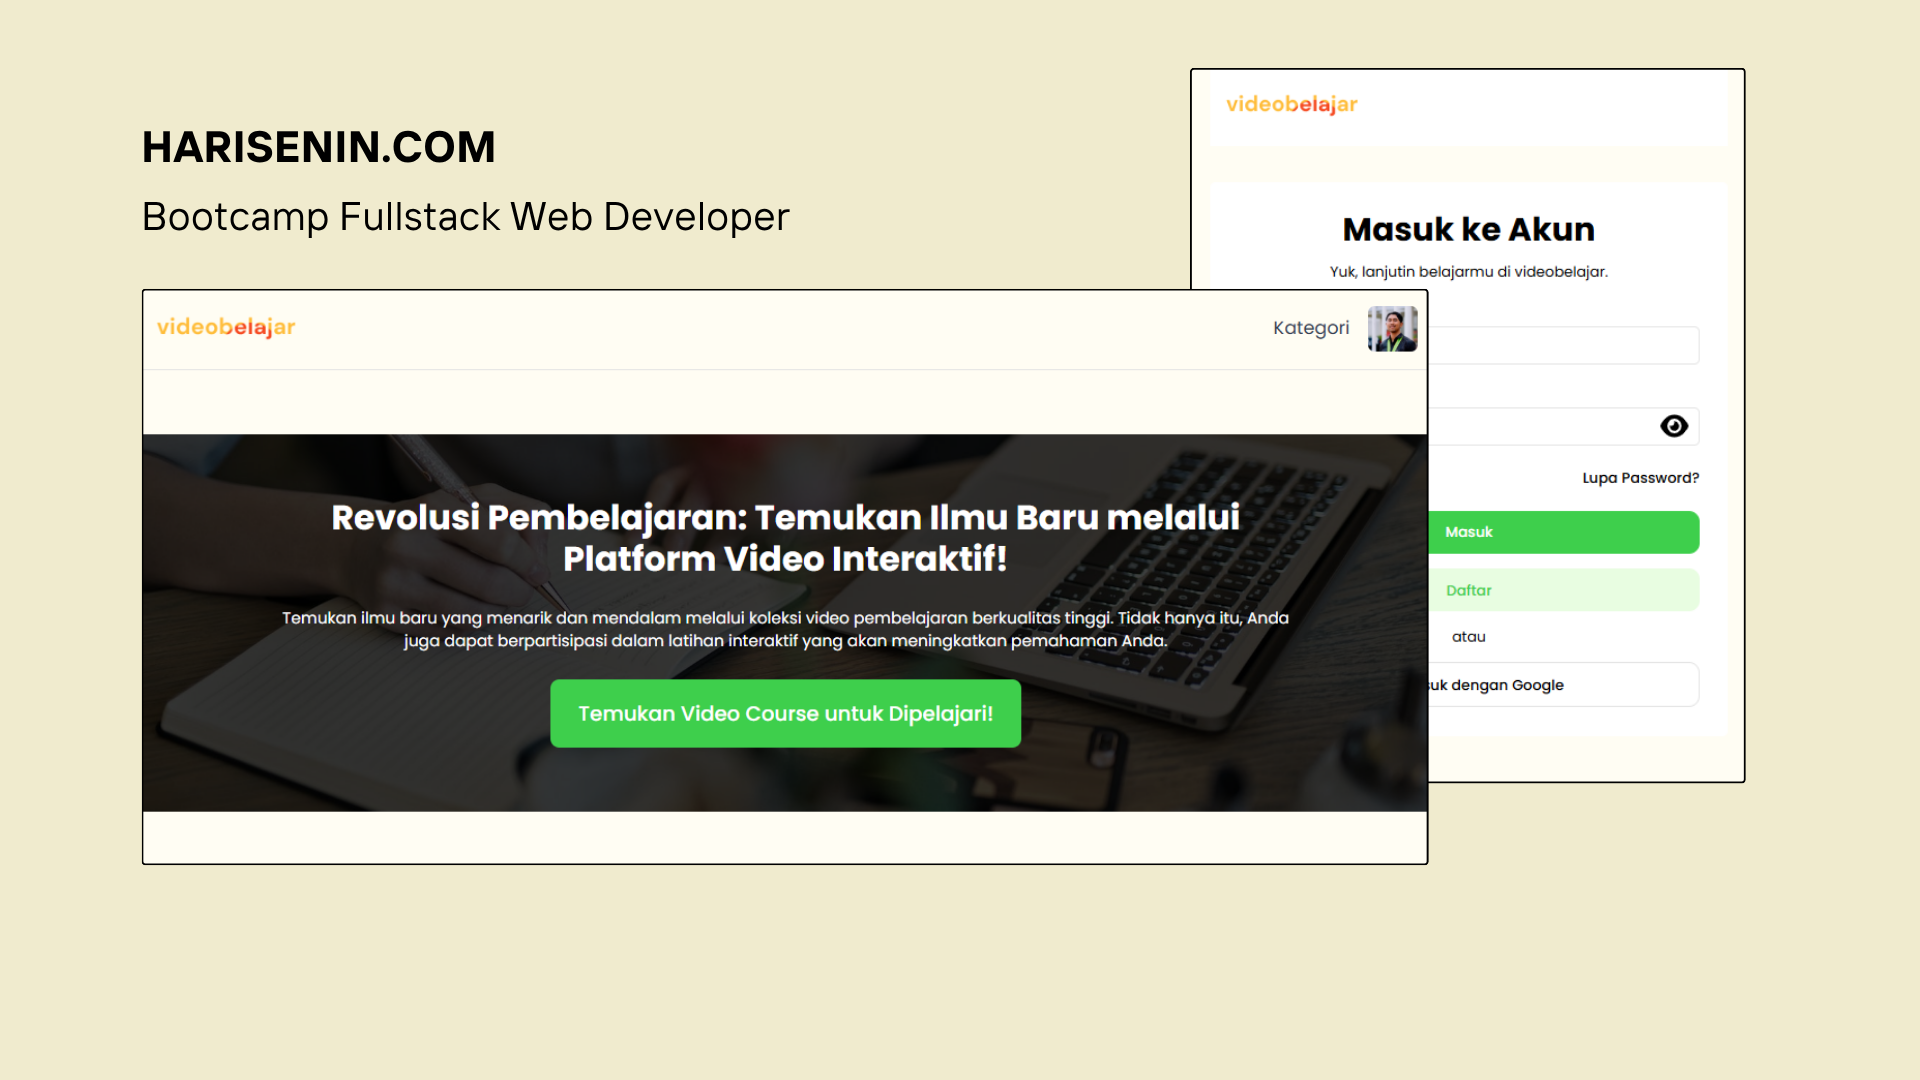 HARISENIN.COM
Bootcamp Fullstack Web Developer
videobelajar
Kategori
Revolusi Pembelajaran: Temukan Ilmu Baru melalui
Platform Video Interaktif!
Temukan ilmu baru yang menarik dan mendalam melalui koleksi video pembelajaran berkualitas tinggi. Tidak hanya itu, Anda
juga dapat berpartisipasi dalam latihan interaktif yang akan meningkatkan pemahaman Anda.
Temukan Video Course untuk Dipelajari!
videobelajar
Masuk ke Akun
Yuk, lanjutin belajarmu di videobelajar.
Lupa Password?
Masuk
Daftar
atau
dengan Google